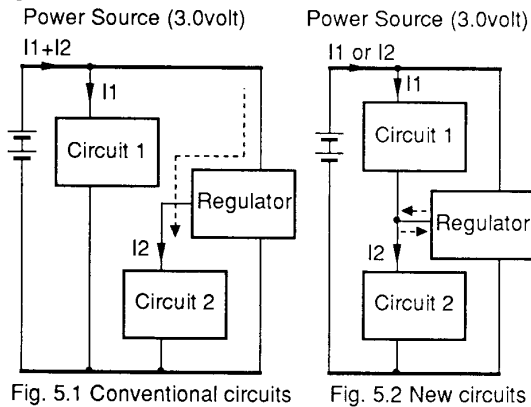 Power Source (3.0volt)
I1+I2
I1
Circuit 1
Regulator
I2
Circuit 2
Fig. 5.1 Conventional circuits
Power Source (3.0volt)
I1 or I2
I1
Circuit 1
Regulator
I2
Circuit 2
Fig. 5.2 New circuits